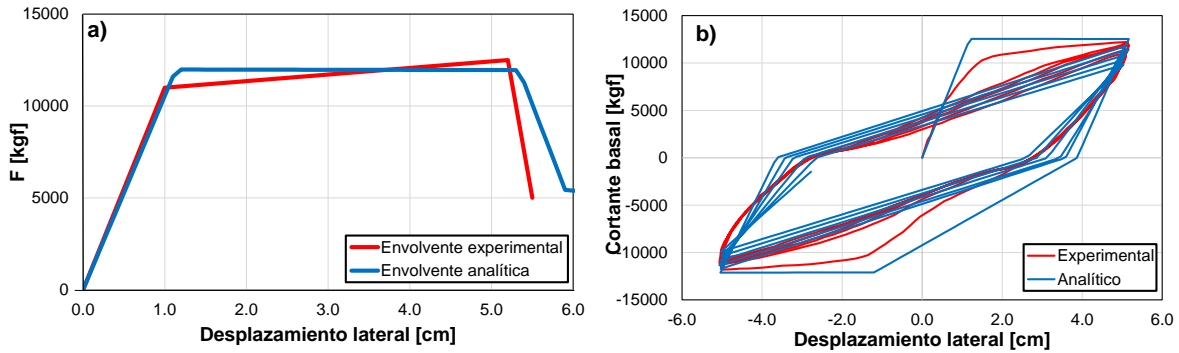 a)
F [kgf]
15000
10000
5000
0
0.0 1.0 2.0 3.0 4.0 5.0 6.0
Desplazamiento lateral [cm]
Envolvente experimental
Envolvente analítica
b)
Cortante basal [kgf]
15000
10000
5000
0
-5000
-10000
-15000
-6.0 -4.0 -2.0 0.0 2.0 4.0 6.0
Desplazamiento lateral [cm]
Experimental
Analítico